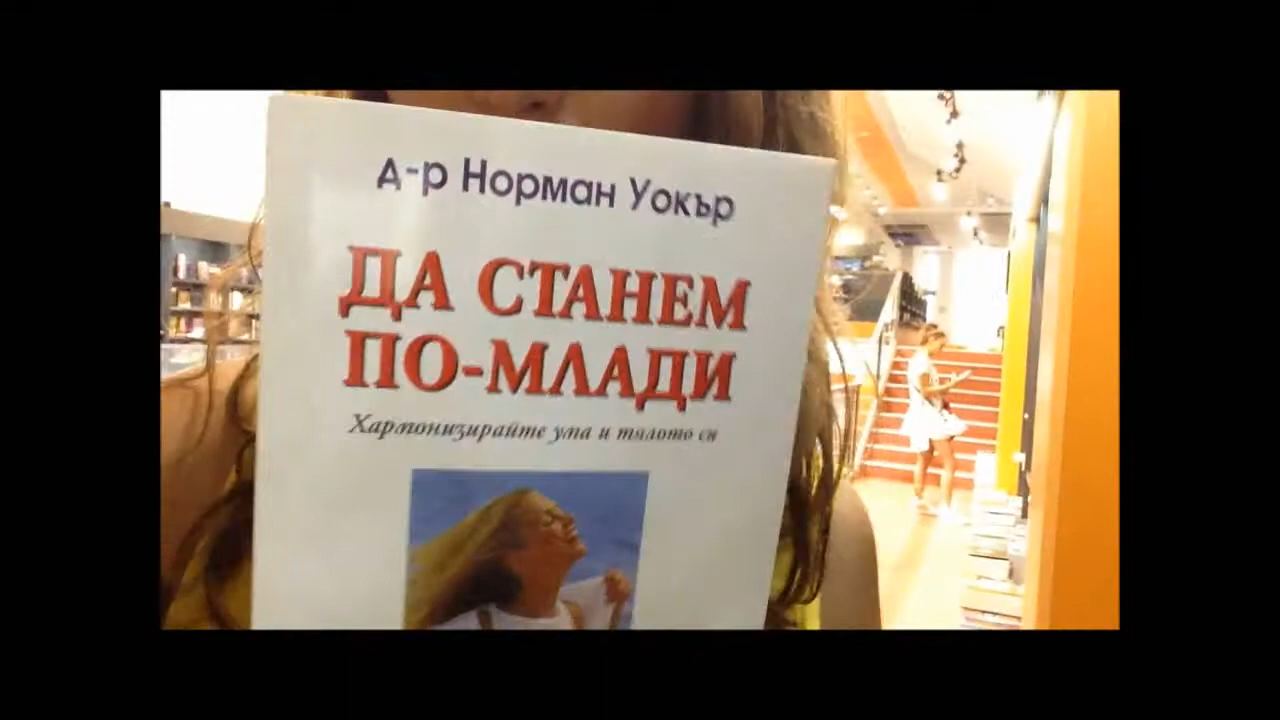 д-р Норман Уокър
ДА СТАНЕМ
ПО-МЛАДИ
Хармонизирайте ума и тялото си